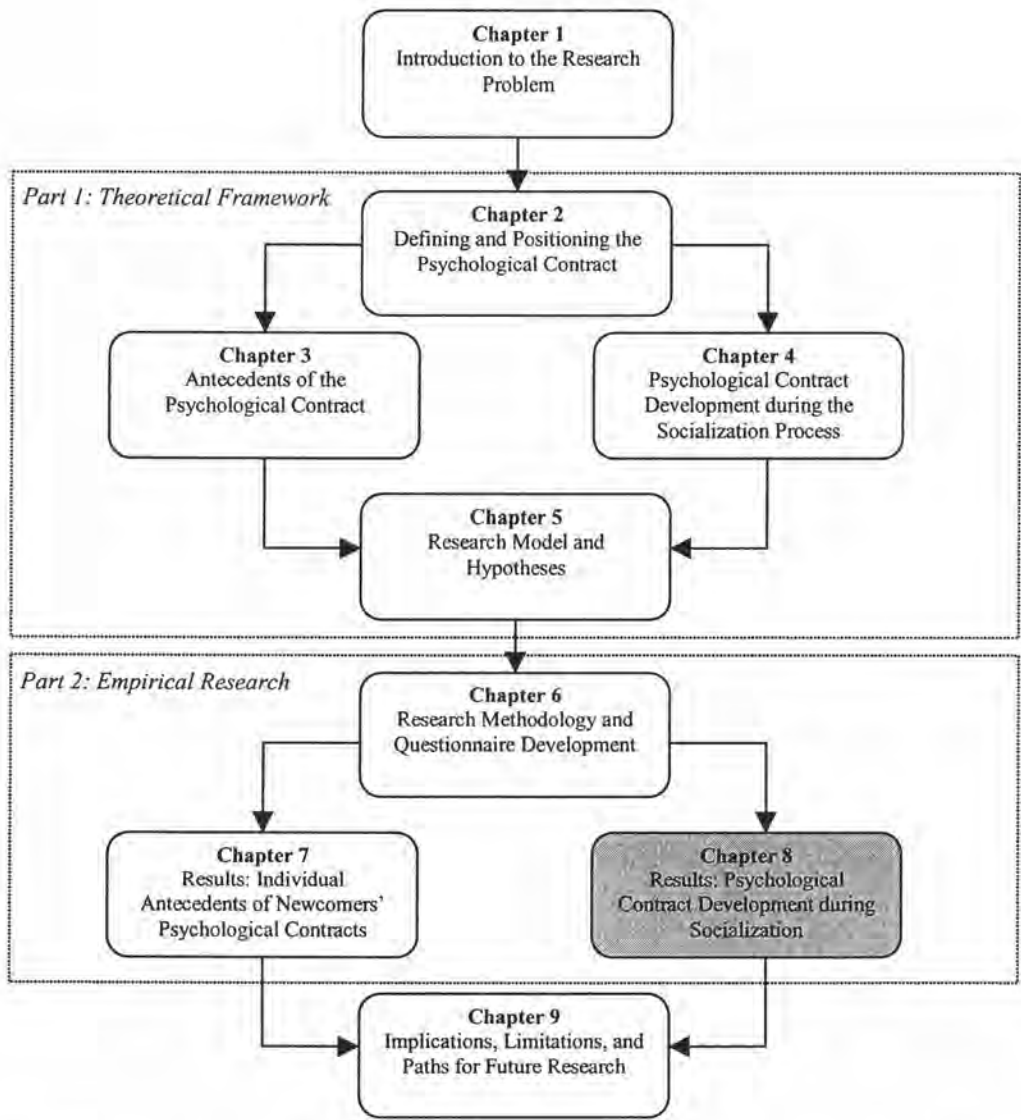 Chapter 1
Introduction to the Research
Problem
Part 1: Theoretical Framework
Chapter 2
Defining and Positioning the
Psychological Contract
Chapter 3
Antecedents of the
Psychological Contract
Chapter 4
Psychological Contract
Development during the
Socialization Process
Chapter 5
Research Model and
Hypotheses
Part 2: Empirical Research
Chapter 6
Research Methodology and
Questionnaire Development
Chapter 7
Results: Individual
Antecedents of Newcomers'
Psychological Contracts
Chapter 8
Results: Psychological
Contract Development during
Socialization
Chapter 9
Implications, Limitations, and
Paths for Future Research